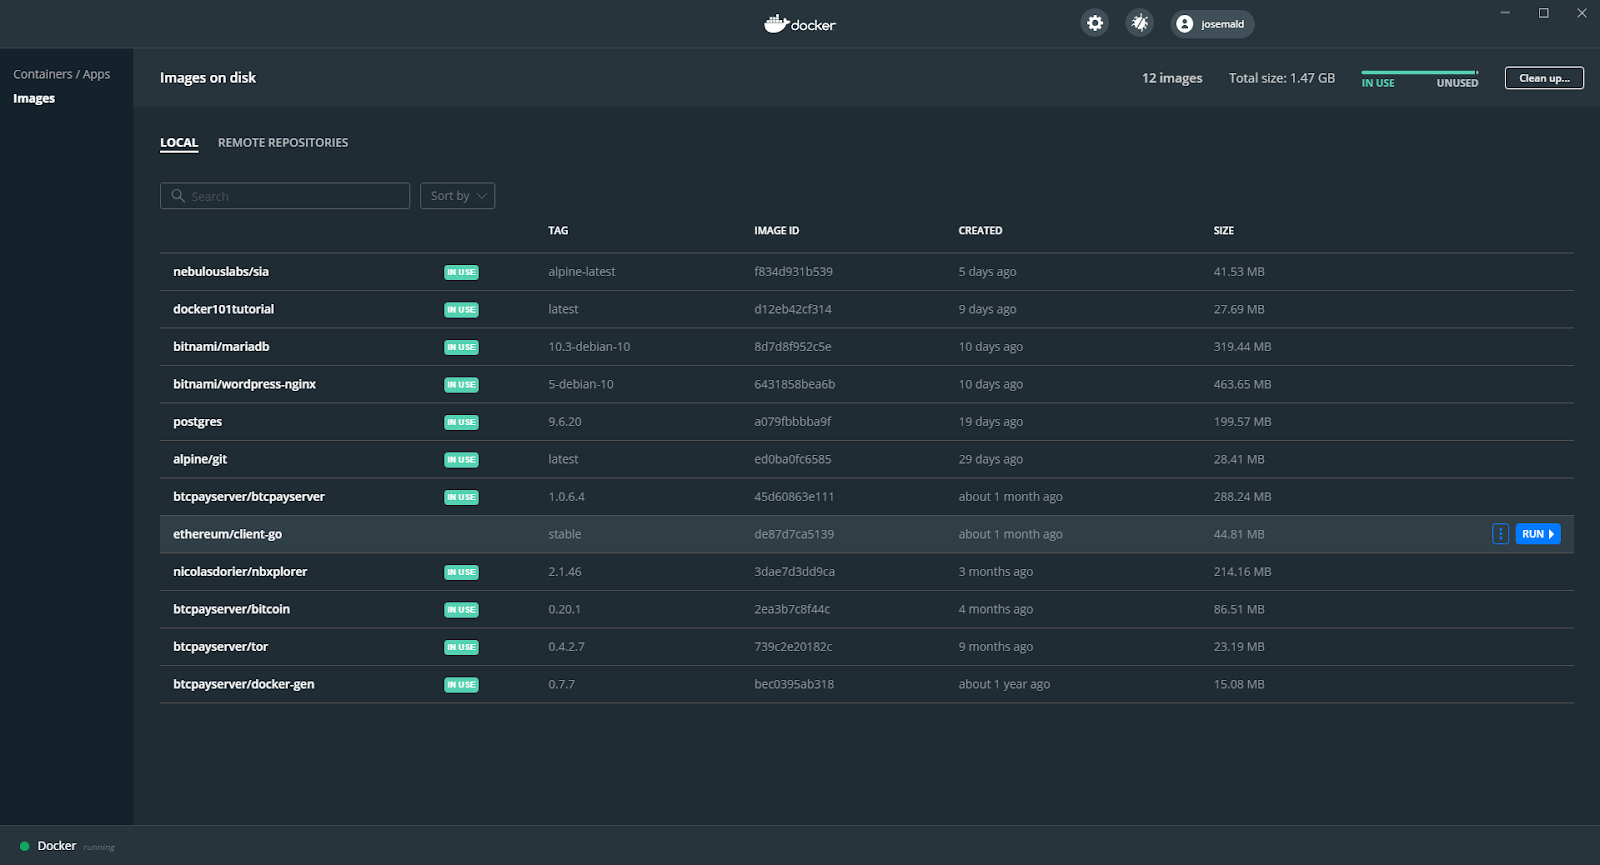 docker
josemald
Containers / Apps
Images
Images on disk
12 images
Total size: 1.47 GB
IN USE
UNUSED
Clean up...
LOCAL
REMOTE REPOSITORIES
Search
Sort by
TAG IMAGE ID CREATED SIZE
nebulouslabs/sia IN USE alpine-latest f834d931b539 5 days ago 41.53 MB
docker101tutorial IN USE latest d12eb42cf314 9 days ago 27.69 MB
bitnami/mariadb IN USE 10.3-debian-10 8d7d8f952c5e 10 days ago 319.44 MB
bitnami/wordpress-nginx IN USE 5-debian-10 6431858bea6b 10 days ago 463.65 MB
postgres IN USE 9.6.20 a079fbbbba9f 19 days ago 199.57 MB
alpine/git IN USE latest ed0ba0fc6585 29 days ago 28.41 MB
btcpayserver/btcpayserver IN USE 1.0.6.4 45d60863e111 about 1 month ago 288.24 MB
ethereum/client-go stable de87d7ca5139 about 1 month ago 44.81 MB RUN
nicolasdorier/nbxplorer IN USE 2.1.46 3dae7d3dd9ca 3 months ago 214.16 MB
btcpayserver/bitcoin IN USE 0.20.1 2ea3b7c8f44c 4 months ago 86.51 MB
btcpayserver/tor IN USE 0.4.2.7 739c2e20182c 9 months ago 23.19 MB
btcpayserver/docker-gen IN USE 0.7.7 bec0395ab318 about 1 year ago 15.08 MB
Docker running